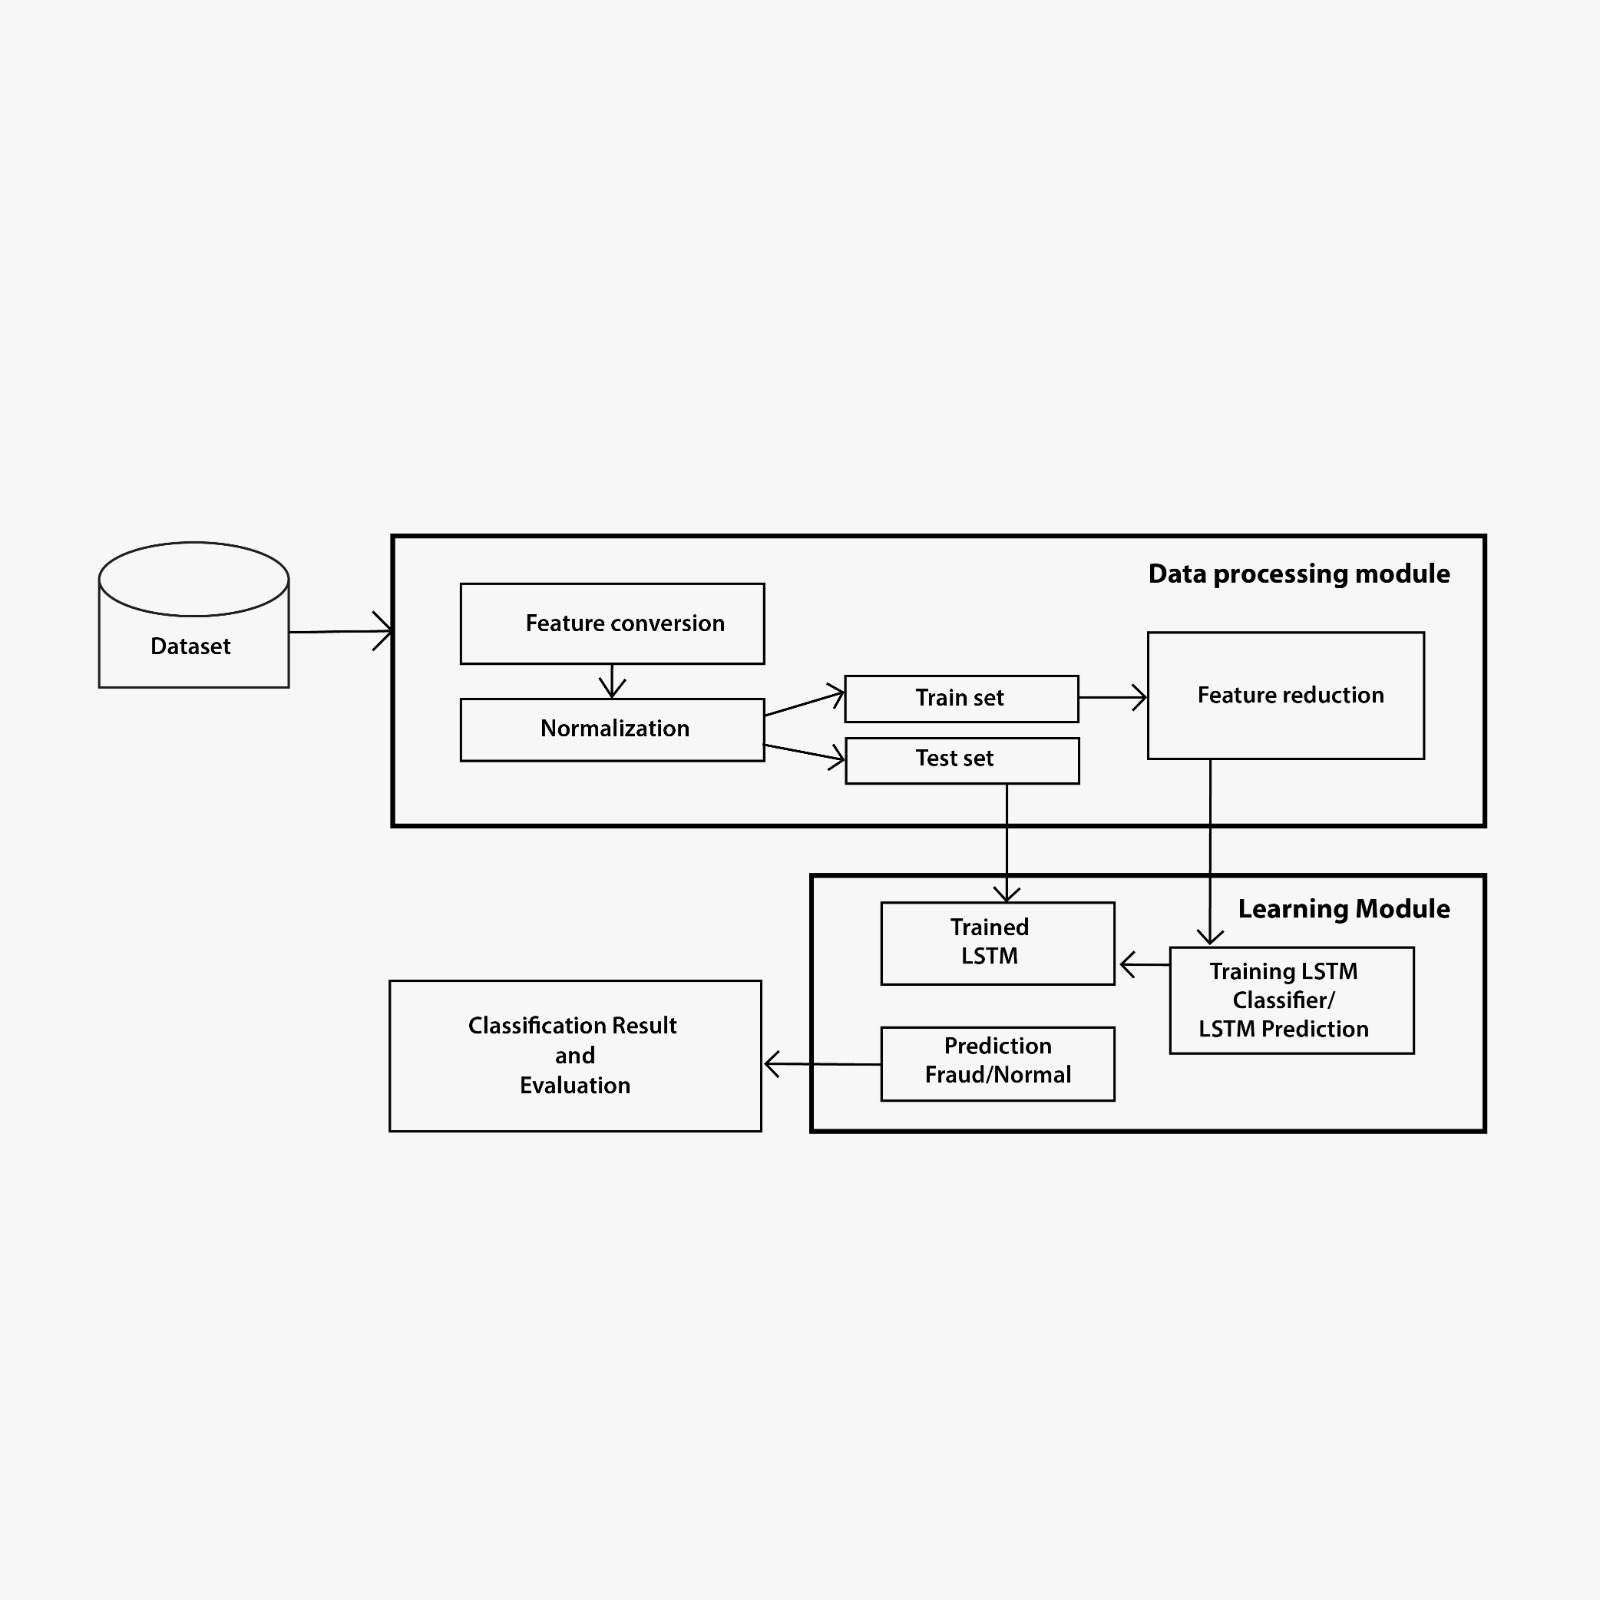 Data processing module
Dataset
Feature conversion
Normalization
Train set
Test set
Feature reduction
Learning Module
Trained
LSTM
Training LSTM
Classifier/
LSTM Prediction
Prediction
Fraud/Normal
Classification Result
and
Evaluation